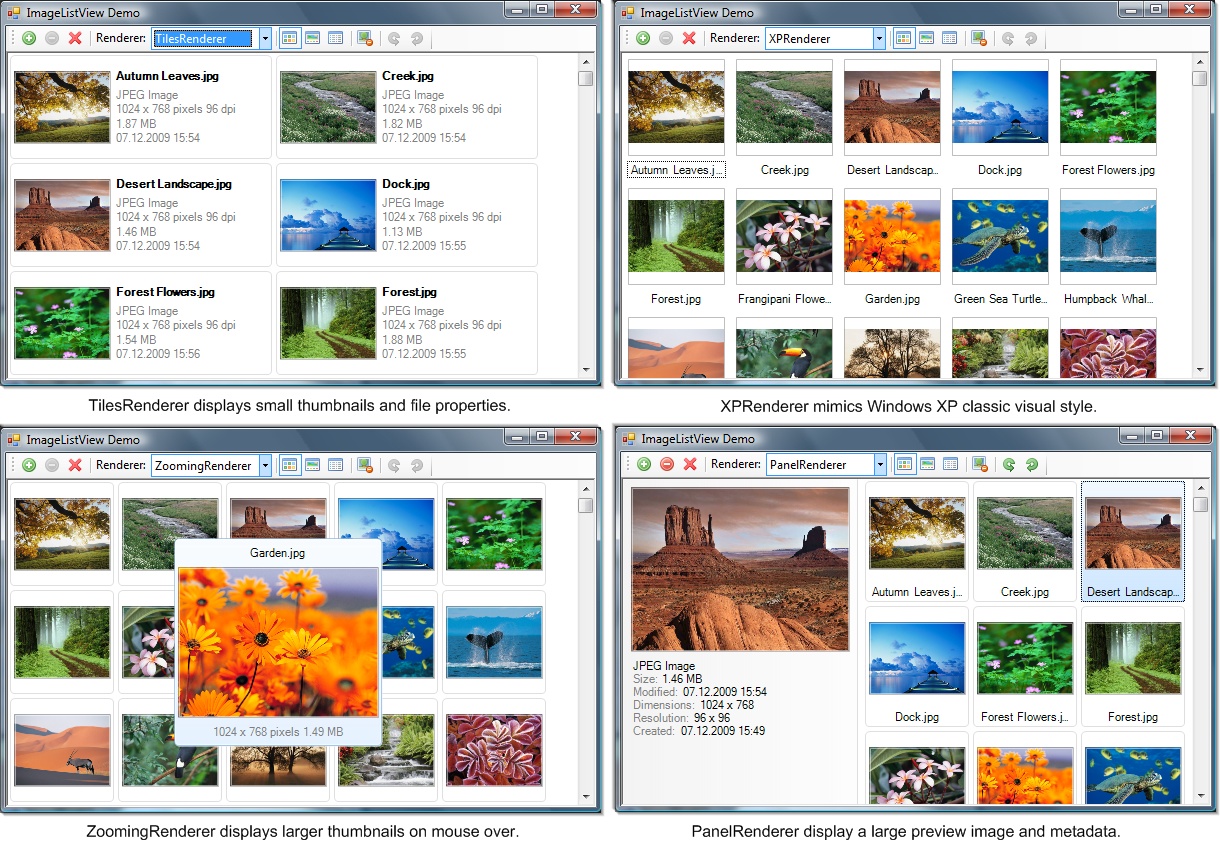 ImageListView Demo
Renderer: TilesRenderer
Autumn Leaves.jpg
JPEG Image
1024 x 768 pixels 96 dpi
1.87 MB
07.12.2009 15:54
Creek.jpg
JPEG Image
1024 x 768 pixels 96 dpi
1.82 MB
07.12.2009 15:54
Desert Landscape.jpg
JPEG Image
1024 x 768 pixels 96 dpi
1.46 MB
07.12.2009 15:54
Dock.jpg
JPEG Image
1024 x 768 pixels 96 dpi
1.13 MB
07.12.2009 15:55
Forest Flowers.jpg
JPEG Image
1024 x 768 pixels 96 dpi
1.54 MB
07.12.2009 15:56
Forest.jpg
JPEG Image
1024 x 768 pixels 96 dpi
1.88 MB
07.12.2009 15:55
TilesRenderer displays small thumbnails and file properties.
ImageListView Demo
Renderer: XPRenderer
Autumn Leaves.j...
Creek.jpg
Desert Landscap...
Dock.jpg
Forest Flowers.jpg
Forest.jpg
Frangipani Flowe...
Garden.jpg
Green Sea Turtle...
Humpback Whal...
XPRenderer mimics Windows XP classic visual style.
ImageListView Demo
Renderer: ZoomingRenderer
Garden.jpg
1024 x 768 pixels 1.49 MB
ZoomingRenderer displays larger thumbnails on mouse over.
ImageListView Demo
Renderer: PanelRenderer
JPEG Image
Size: 1.46 MB
Modified: 07.12.2009 15:54
Dimensions: 1024 x 768
Resolution: 96 x 96
Created: 07.12.2009 15:49
Autumn Leaves.j...
Creek.jpg
Desert Landscap...
Dock.jpg
Forest Flowers.j...
Forest.jpg
PanelRenderer display a large preview image and metadata.